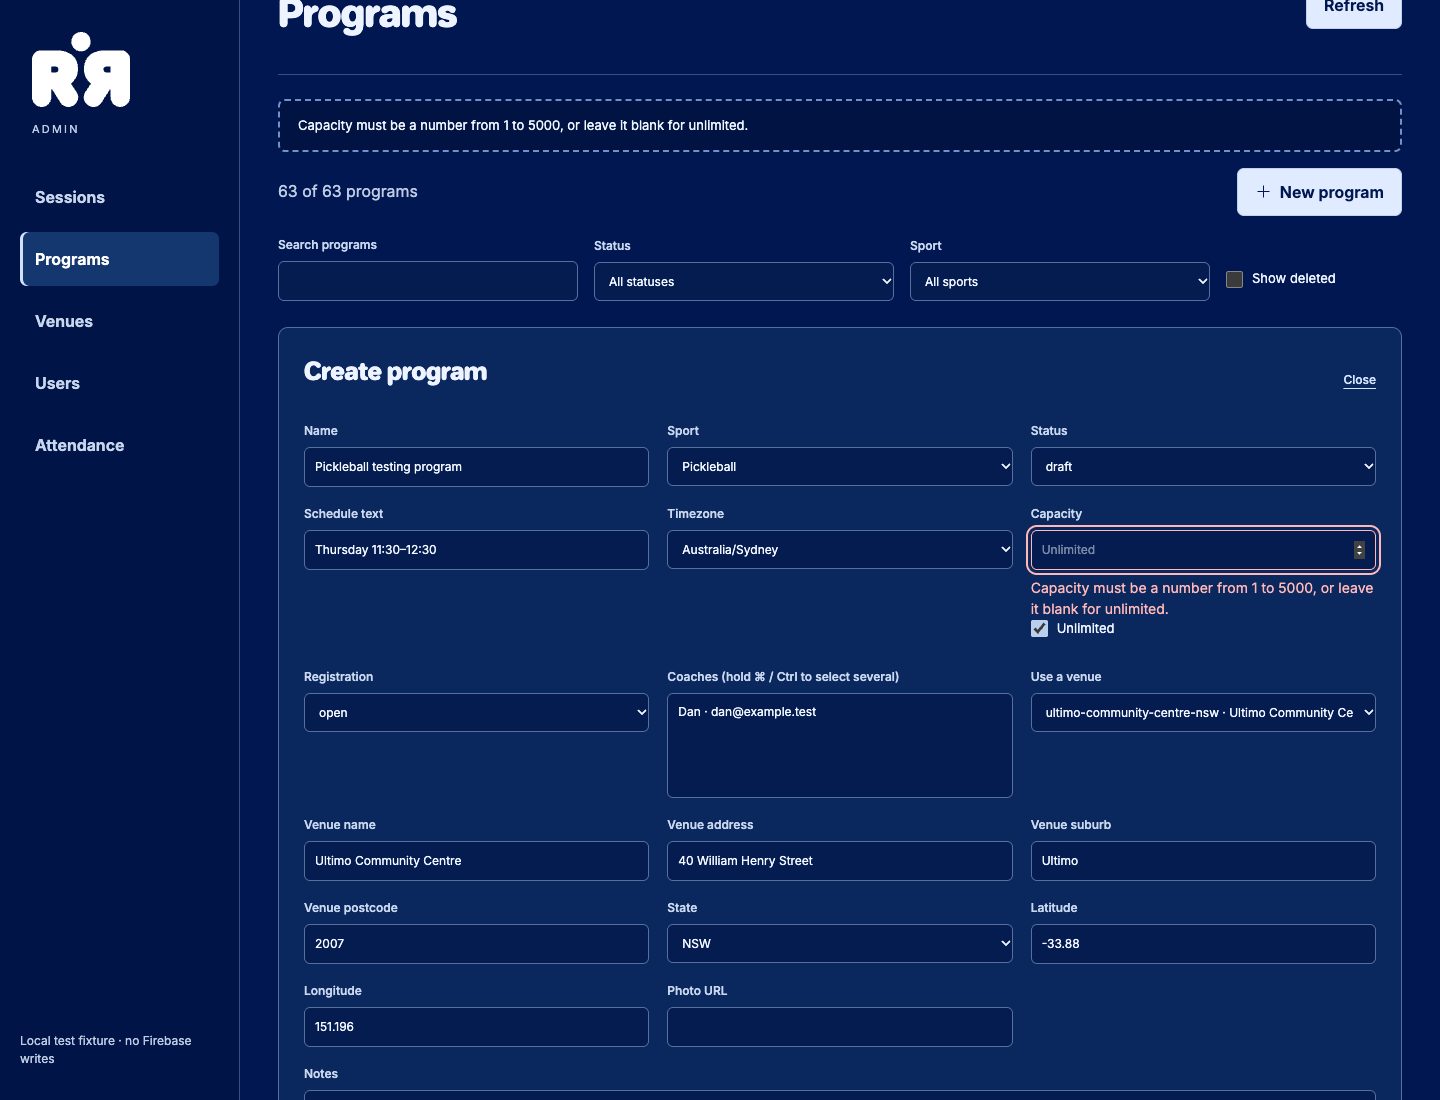 RR
ADMIN
Sessions
Programs
Venues
Users
Attendance
Local test fixture · no Firebase
writes
Programs
Refresh
Capacity must be a number from 1 to 5000, or leave it blank for unlimited.
63 of 63 programs
+ New program
Search programs
Status
Sport
All statuses
All sports
Show deleted
Create program
Close
Name
Sport
Status
Pickleball testing program
Pickleball
draft
Schedule text
Timezone
Capacity
Thursday 11:30–12:30
Australia/Sydney
Unlimited
Capacity must be a number from 1 to 5000, or leave
it blank for unlimited.
Unlimited
Registration
Coaches (hold ⌘ / Ctrl to select several)
Use a venue
open
Dan · dan@example.test
ultimo-community-centre-nsw · Ultimo Community Ce
Venue name
Venue address
Venue suburb
Ultimo Community Centre
40 William Henry Street
Ultimo
Venue postcode
State
Latitude
2007
NSW
-33.88
Longitude
Photo URL
151.196
Notes